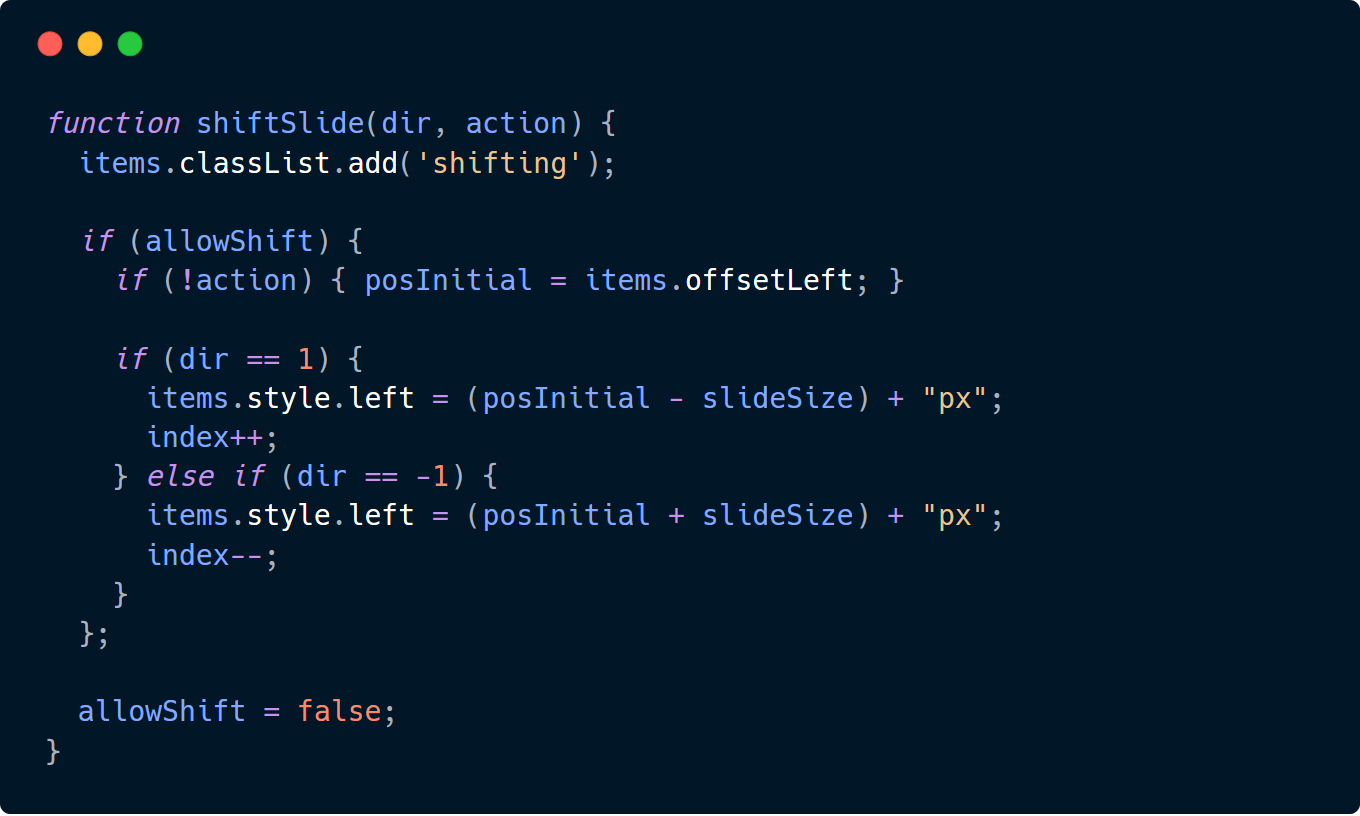 function shiftSlide(dir, action) {
  items.classList.add('shifting');

  if (allowShift) {
    if (!action) { posInitial = items.offsetLeft; }

    if (dir == 1) {
      items.style.left = (posInitial - slideSize) + "px";
      index++;
    } else if (dir == -1) {
      items.style.left = (posInitial + slideSize) + "px";
      index--;
    }
  };

  allowShift = false;
}